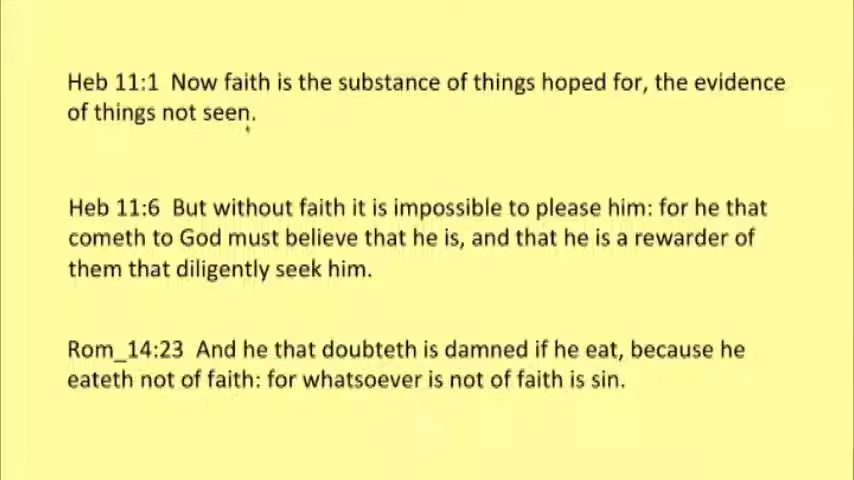 Heb 11:1  Now faith is the substance of things hoped for, the evidence
of things not seen.
Heb 11:6  But without faith it is impossible to please him: for he that
cometh to God must believe that he is, and that he is a rewarder of
them that diligently seek him.
Rom_14:23  And he that doubteth is damned if he eat, because he
eateth not of faith: for whatsoever is not of faith is sin.